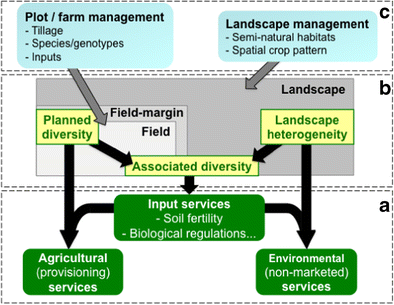 c
Plot / farm management
- Tillage
- Species/genotypes
- Inputs
Landscape management
- Semi-natural habitats
- Spatial crop pattern
b
Landscape
Field-margin
Field
Planned
diversity
Landscape
heterogeneity
Associated diversity
a
Input services
- Soil fertility
- Biological regulations...
Agricultural
(provisioning)
services
Environmental
(non-marketed)
services